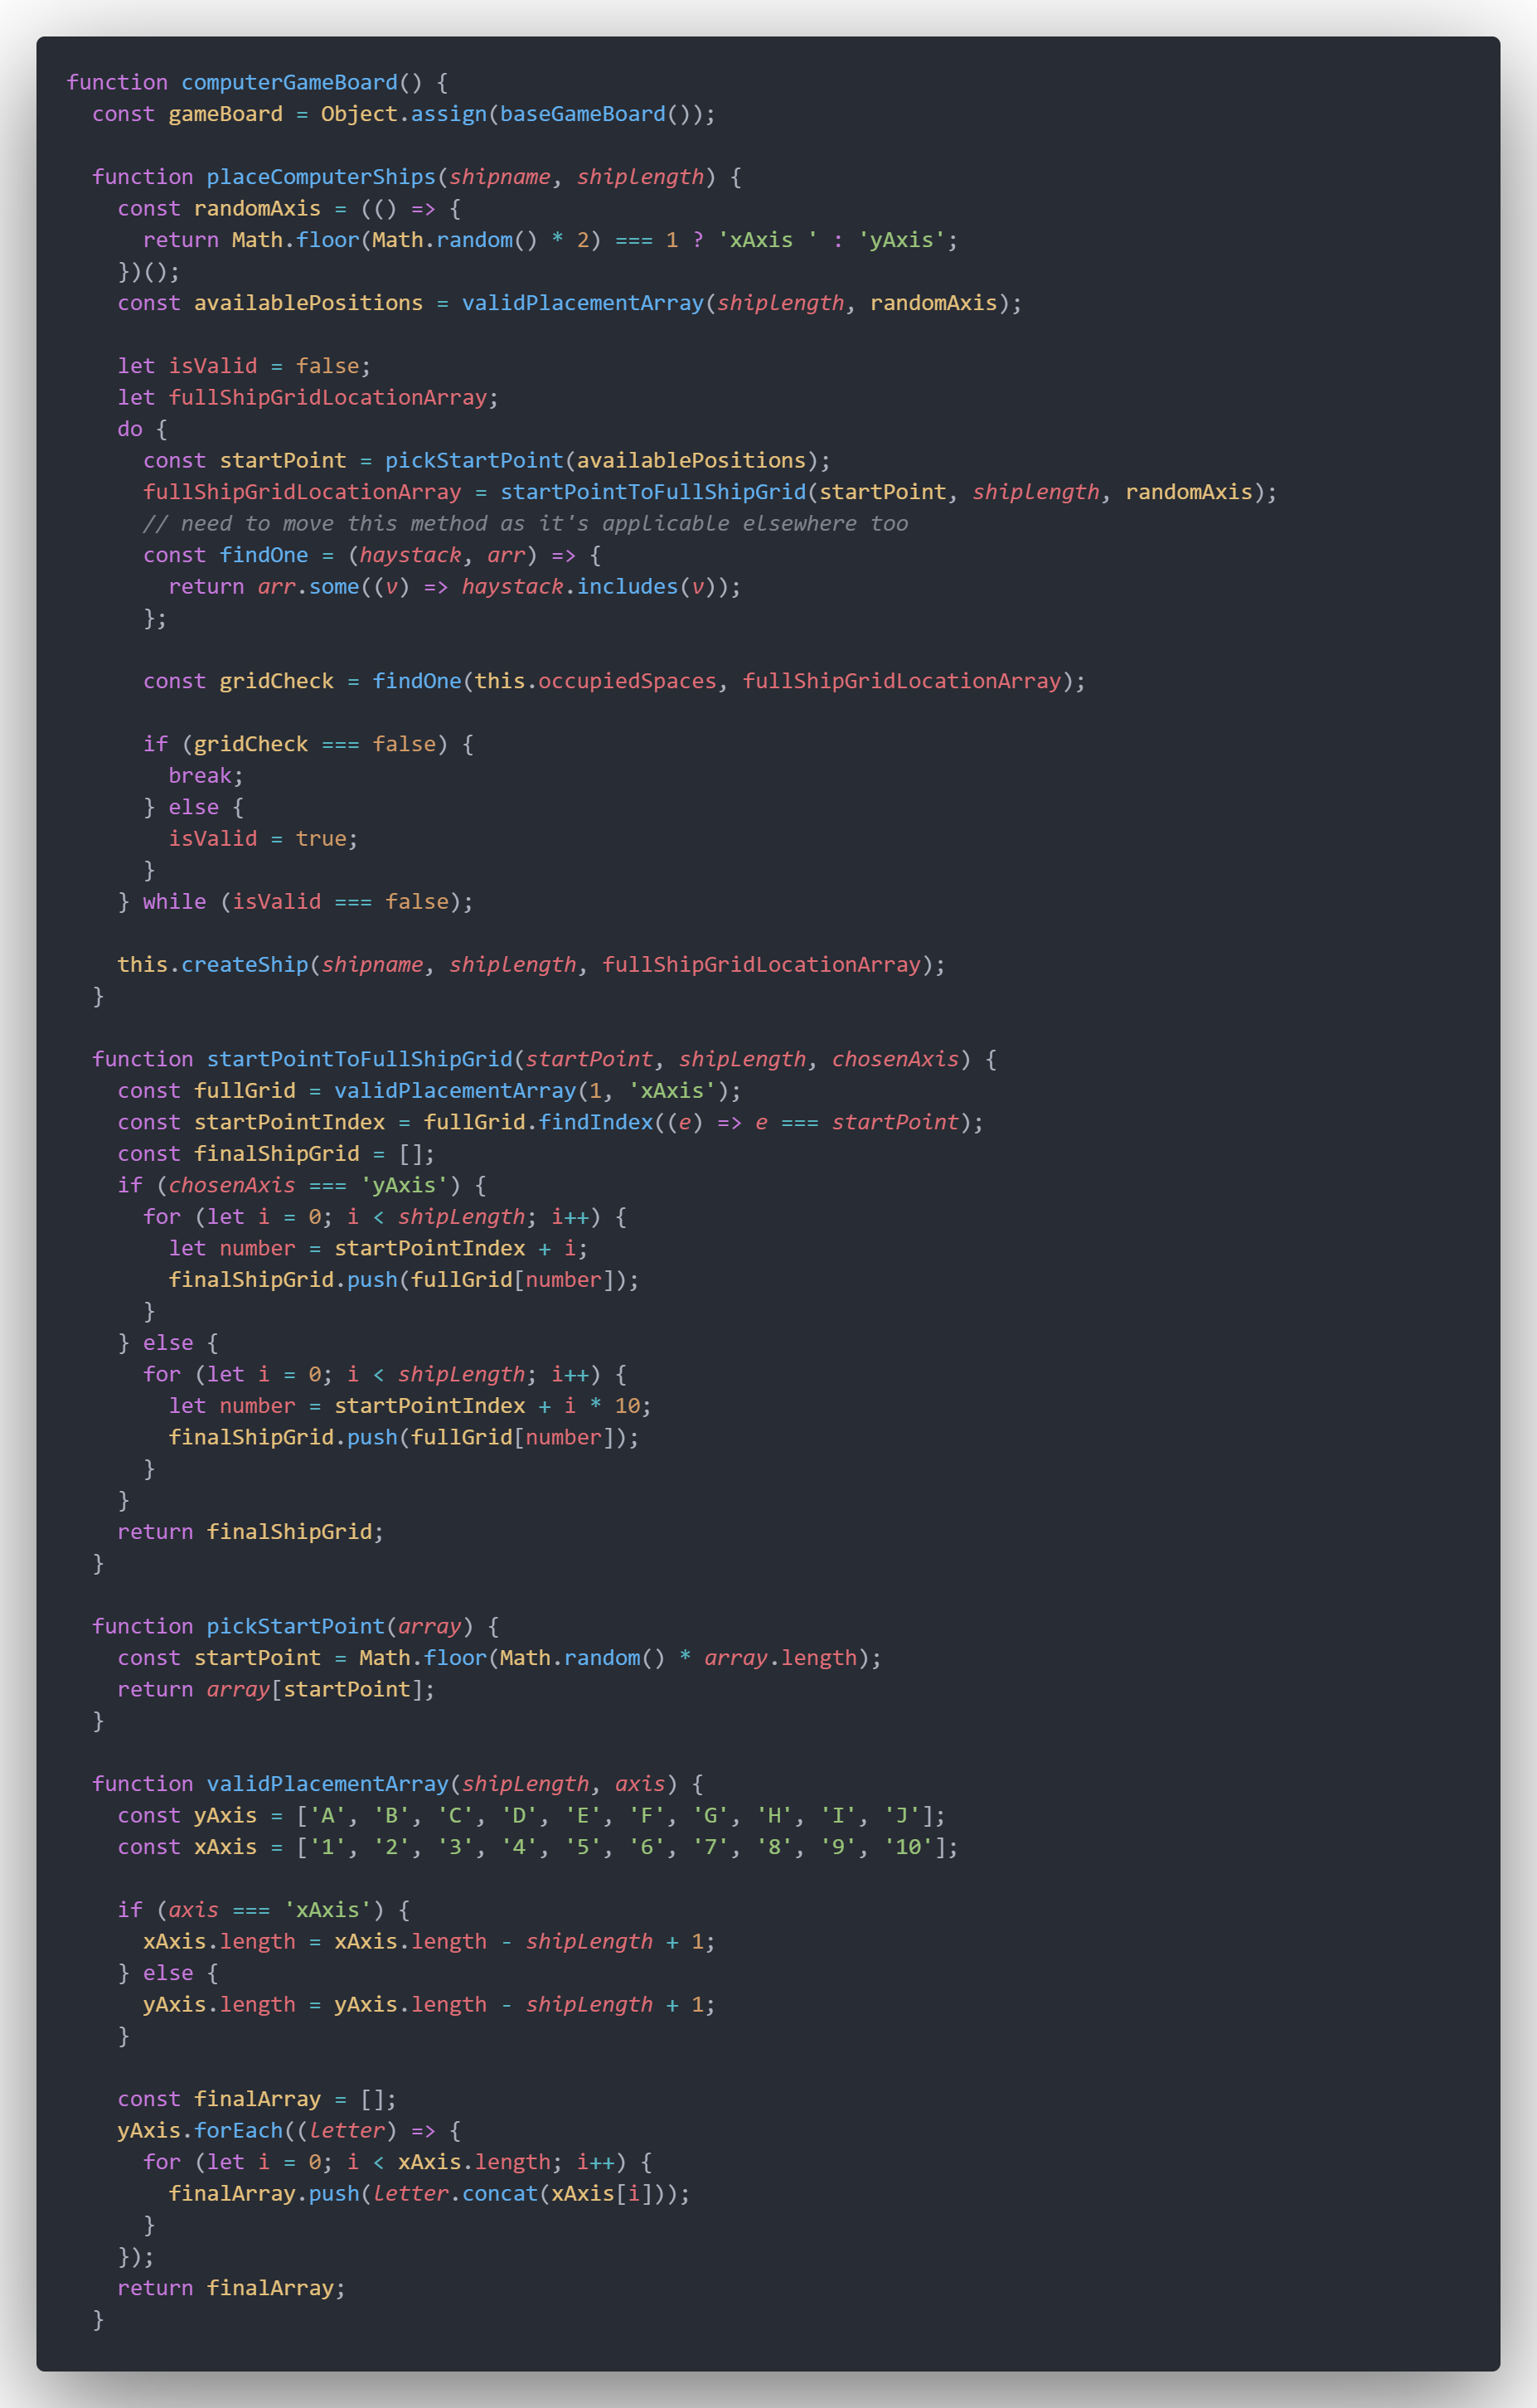 function computerGameBoard() {
  const gameBoard = Object.assign(baseGameBoard());

  function placeComputerShips(shipname, shiplength) {
    const randomAxis = (() => {
      return Math.floor(Math.random() * 2) === 1 ? 'xAxis ' : 'yAxis';
    })();
    const availablePositions = validPlacementArray(shiplength, randomAxis);

    let isValid = false;
    let fullShipGridLocationArray;
    do {
      const startPoint = pickStartPoint(availablePositions);
      fullShipGridLocationArray = startPointToFullShipGrid(startPoint, shiplength, randomAxis);
      // need to move this method as it's applicable elsewhere too
      const findOne = (haystack, arr) => {
        return arr.some((v) => haystack.includes(v));
      };

      const gridCheck = findOne(this.occupiedSpaces, fullShipGridLocationArray);

      if (gridCheck === false) {
        break;
      } else {
        isValid = true;
      }
    } while (isValid === false);

    this.createShip(shipname, shiplength, fullShipGridLocationArray);
  }

  function startPointToFullShipGrid(startPoint, shipLength, chosenAxis) {
    const fullGrid = validPlacementArray(1, 'xAxis');
    const startPointIndex = fullGrid.findIndex((e) => e === startPoint);
    const finalShipGrid = [];
    if (chosenAxis === 'yAxis') {
      for (let i = 0; i < shipLength; i++) {
        let number = startPointIndex + i;
        finalShipGrid.push(fullGrid[number]);
      }
    } else {
      for (let i = 0; i < shipLength; i++) {
        let number = startPointIndex + i * 10;
        finalShipGrid.push(fullGrid[number]);
      }
    }
    return finalShipGrid;
  }

  function pickStartPoint(array) {
    const startPoint = Math.floor(Math.random() * array.length);
    return array[startPoint];
  }

  function validPlacementArray(shipLength, axis) {
    const yAxis = ['A', 'B', 'C', 'D', 'E', 'F', 'G', 'H', 'I', 'J'];
    const xAxis = ['1', '2', '3', '4', '5', '6', '7', '8', '9', '10'];

    if (axis === 'xAxis') {
      xAxis.length = xAxis.length - shipLength + 1;
    } else {
      yAxis.length = yAxis.length - shipLength + 1;
    }

    const finalArray = [];
    yAxis.forEach((letter) => {
      for (let i = 0; i < xAxis.length; i++) {
        finalArray.push(letter.concat(xAxis[i]));
      }
    });
    return finalArray;
  }